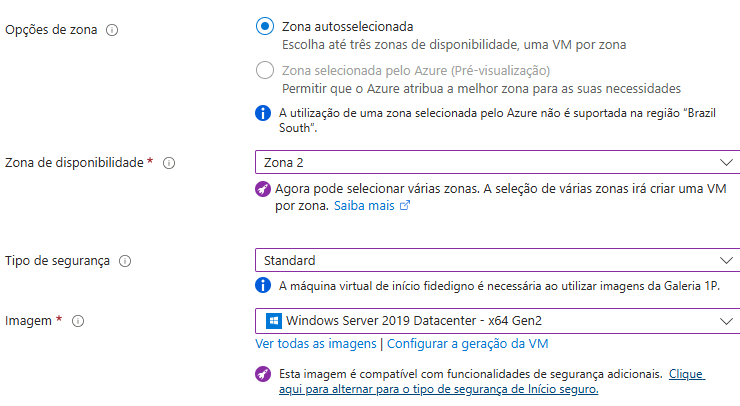 Opções de zona
Zona autosselecionada
Escolha até três zonas de disponibilidade, uma VM por zona
Zona selecionada pelo Azure (Pré-visualização)
Permitir que o Azure atribua a melhor zona para as suas necessidades
A utilização de uma zona selecionada pelo Azure não é suportada na região “Brazil
South”.
Zona de disponibilidade *
Zona 2
Agora pode selecionar várias zonas. A seleção de várias zonas irá criar uma VM
por zona. Saiba mais
Tipo de segurança
Standard
A máquina virtual de início fidedigno é necessária ao utilizar imagens da Galeria 1P.
Imagem *
Windows Server 2019 Datacenter - x64 Gen2
Ver todas as imagens | Configurar a geração da VM
Esta imagem é compatível com funcionalidades de segurança adicionais. Clique
aqui para alternar para o tipo de segurança de Início seguro.